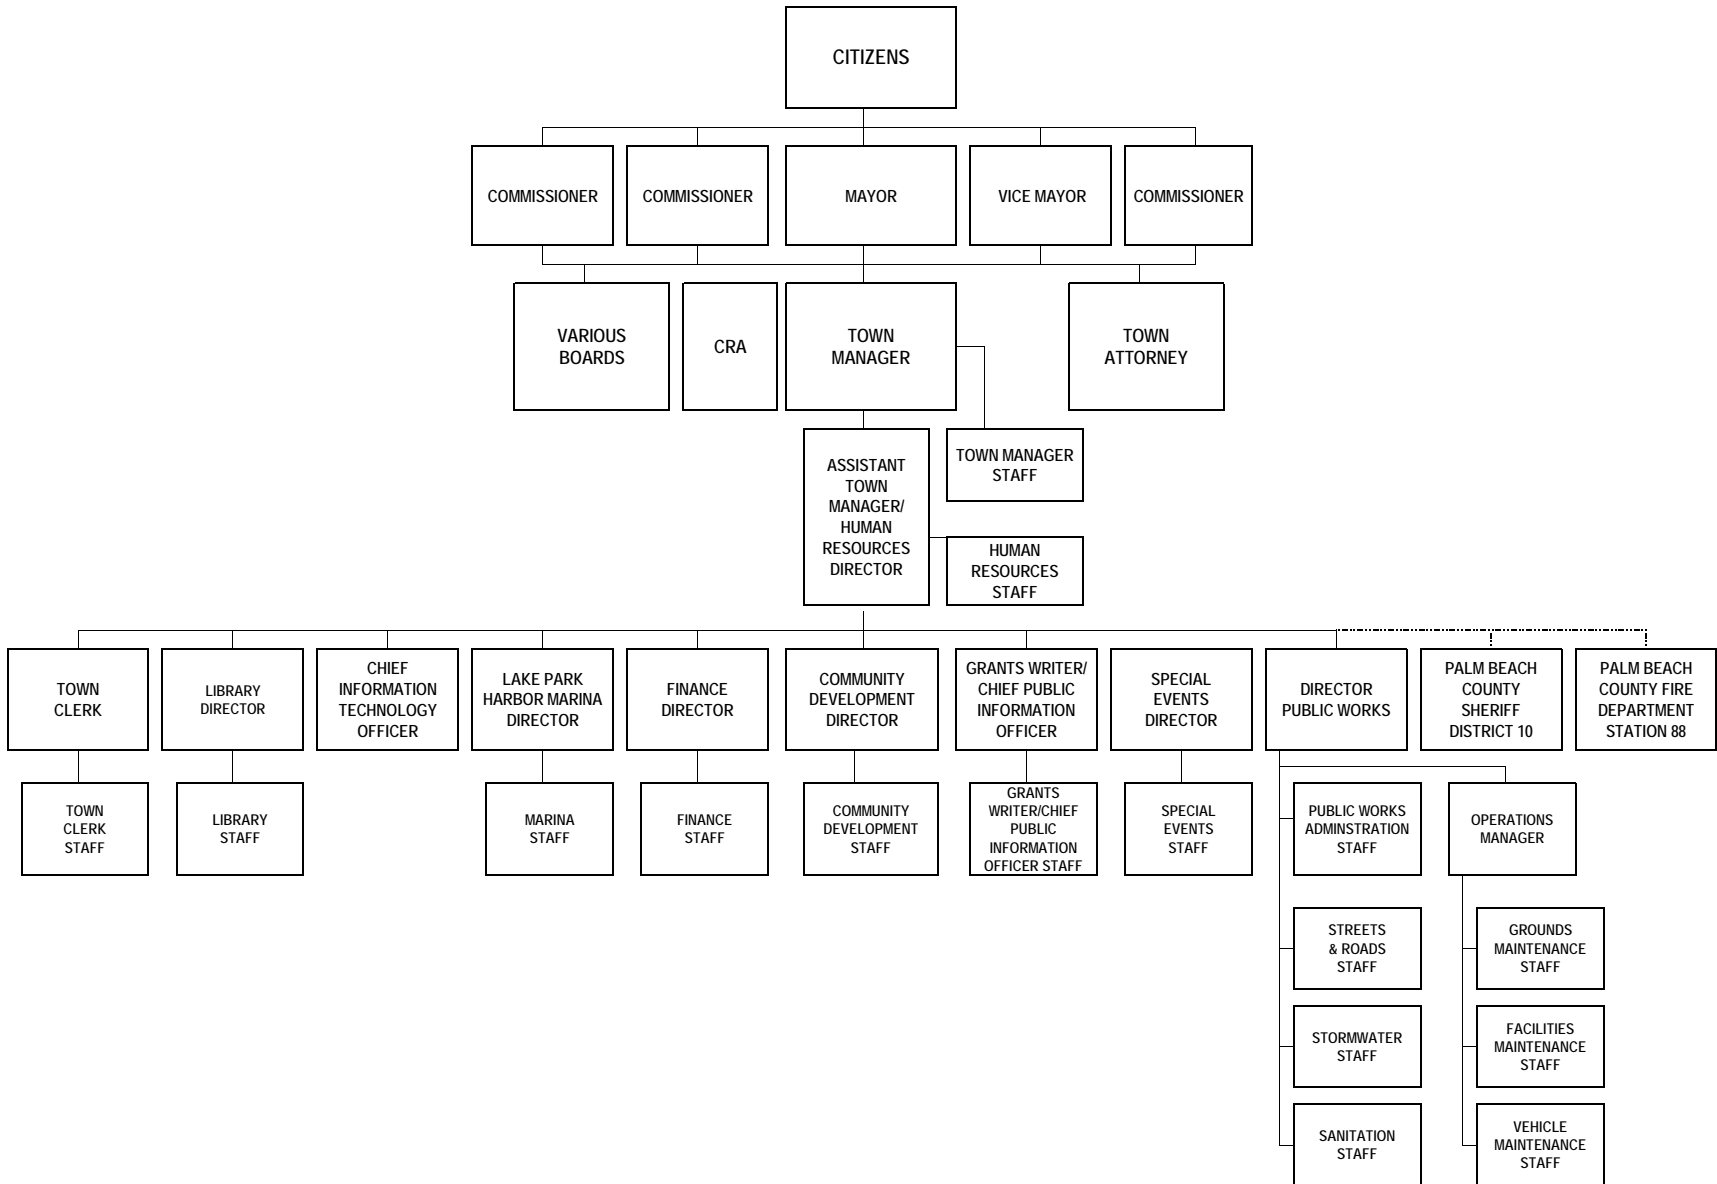 CITIZENS
COMMISSIONER
COMMISSIONER
MAYOR
VICE MAYOR
COMMISSIONER
VARIOUS
BOARDS
CRA
TOWN
MANAGER
TOWN
ATTORNEY
ASSISTANT
TOWN
MANAGER/
HUMAN
RESOURCES
DIRECTOR
TOWN MANAGER
STAFF
HUMAN
RESOURCES
STAFF
TOWN
CLERK
LIBRARY
DIRECTOR
CHIEF
INFORMATION
TECHNOLOGY
OFFICER
LAKE PARK
HARBOR MARINA
DIRECTOR
FINANCE
DIRECTOR
COMMUNITY
DEVELOPMENT
DIRECTOR
GRANTS WRITER/
CHIEF PUBLIC
INFORMATION
OFFICER
SPECIAL
EVENTS
DIRECTOR
DIRECTOR
PUBLIC WORKS
PALM BEACH
COUNTY
SHERIFF
DISTRICT 10
PALM BEACH
COUNTY FIRE
DEPARTMENT
STATION 88
TOWN
CLERK
STAFF
LIBRARY
STAFF
MARINA
STAFF
FINANCE
STAFF
COMMUNITY
DEVELOPMENT
STAFF
GRANTS
WRITER/CHIEF
PUBLIC
INFORMATION
OFFICER STAFF
SPECIAL
EVENTS
STAFF
PUBLIC WORKS
ADMINSTRATION
STAFF
OPERATIONS
MANAGER
STREETS
& ROADS
STAFF
GROUNDS
MAINTENANCE
STAFF
STORMWATER
STAFF
FACILITIES
MAINTENANCE
STAFF
SANITATION
STAFF
VEHICLE
MAINTENANCE
STAFF